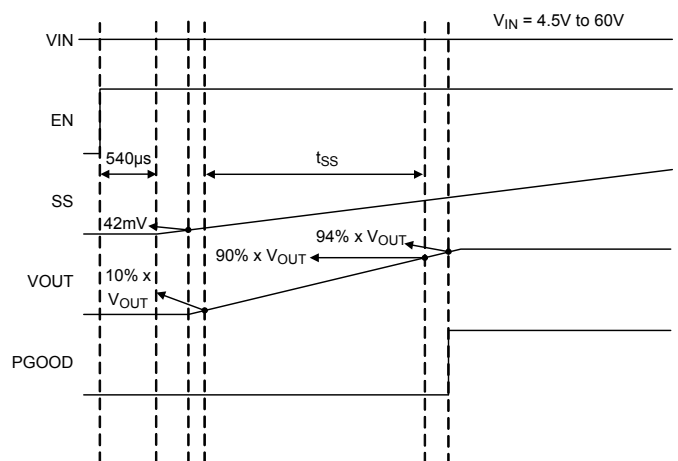 V_IN = 4.5V to 60V
VIN
EN
540µs
t_SS
SS
42mV
94% x V_OUT
90% x V_OUT
VOUT
10% x
V_OUT
PGOOD